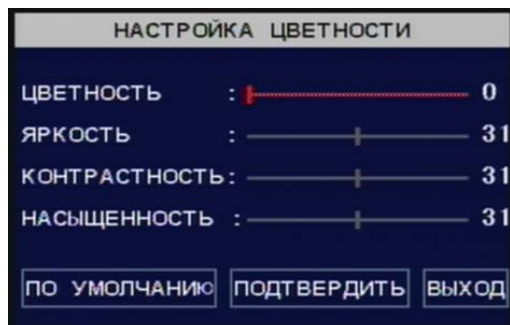 НАСТРОЙКА ЦВЕТНОСТИ
ЦВЕТНОСТЬ : 0
ЯРКОСТЬ : 31
КОНТРАСТНОСТЬ: 31
НАСЫЩЕННОСТЬ : 31
ПО УМОЛЧАНИЮ ПОДТВЕРДИТЬ ВЫХОД